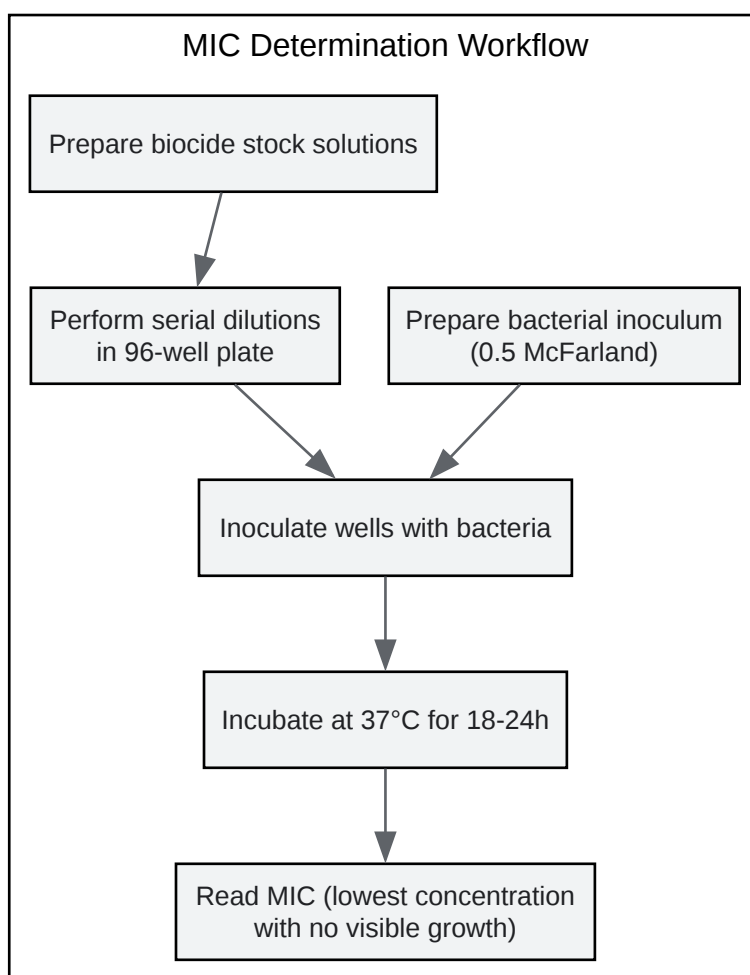 MIC Determination Workflow
Prepare biocide stock solutions
Perform serial dilutions
in 96-well plate
Prepare bacterial inoculum
(0.5 McFarland)
Inoculate wells with bacteria
Incubate at 37°C for 18-24h
Read MIC (lowest concentration
with no visible growth)